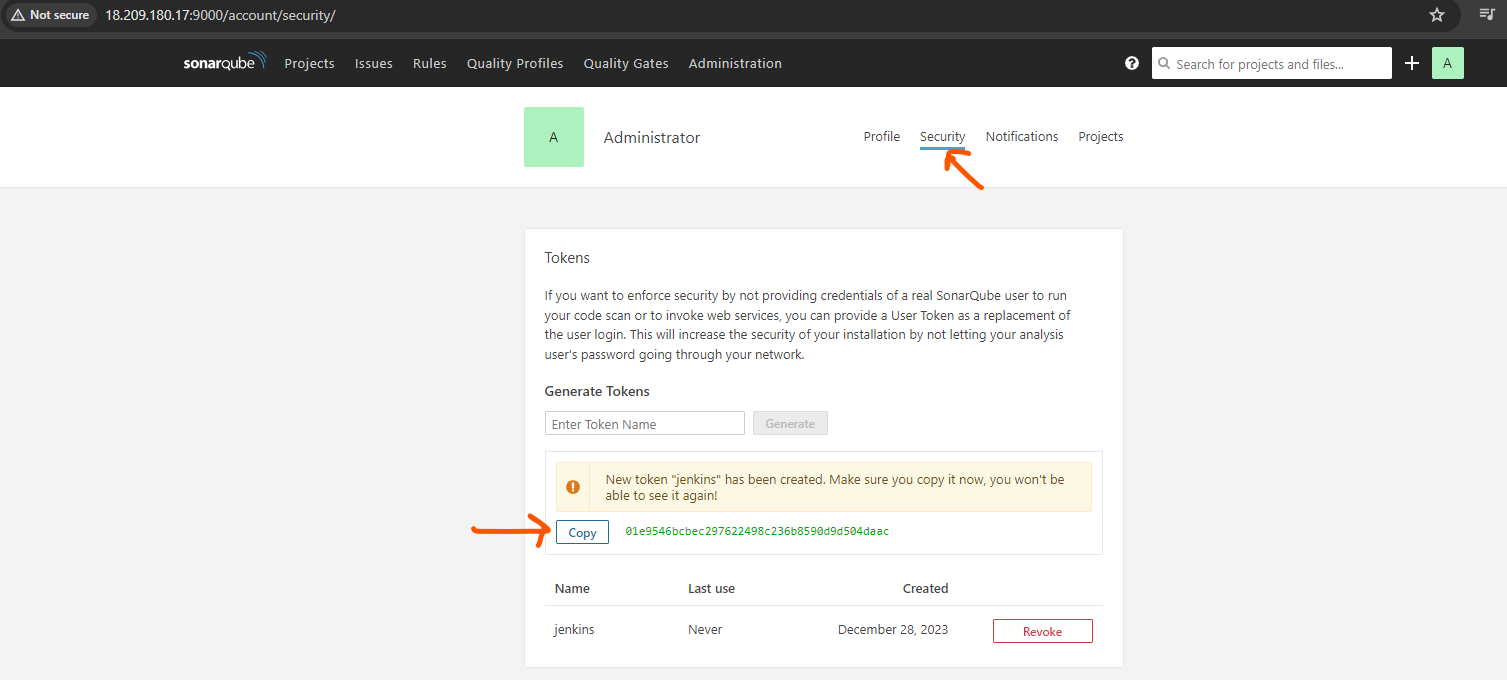 Not secure 18.209.180.17:9000/account/security/
sonarqube Projects Issues Rules Quality Profiles Quality Gates Administration ? Search for projects and files... + A
A Administrator Profile Security Notifications Projects
Tokens
If you want to enforce security by not providing credentials of a real SonarQube user to run
your code scan or to invoke web services, you can provide a User Token as a replacement of
the user login. This will increase the security of your installation by not letting your analysis
user's password going through your network.
Generate Tokens
Enter Token Name Generate
New token "jenkins" has been created. Make sure you copy it now, you won't be
able to see it again!
Copy 01e9546bcbec297622498c236b8590d9d504daac
Name Last use Created
jenkins Never December 28, 2023 Revoke